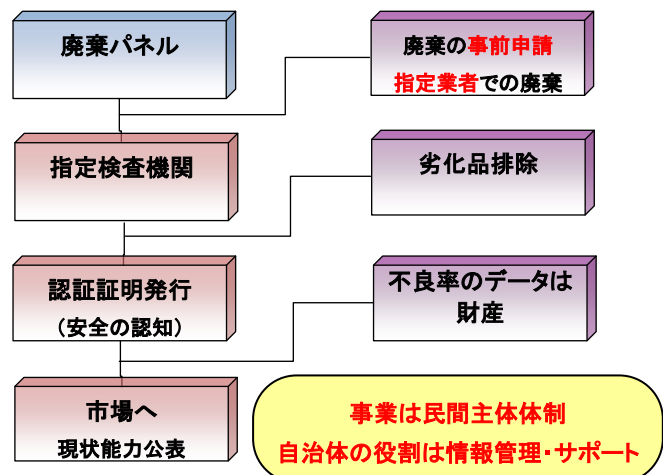 廃棄パネル
廃棄の事前申請
指定業者での廃棄
指定検査機関
劣化品排除
認証証明発行
(安全の認知)
不良率のデータは
財産
市場へ
現状能力公表
事業は民間主体体制
自治体の役割は情報管理・サポート